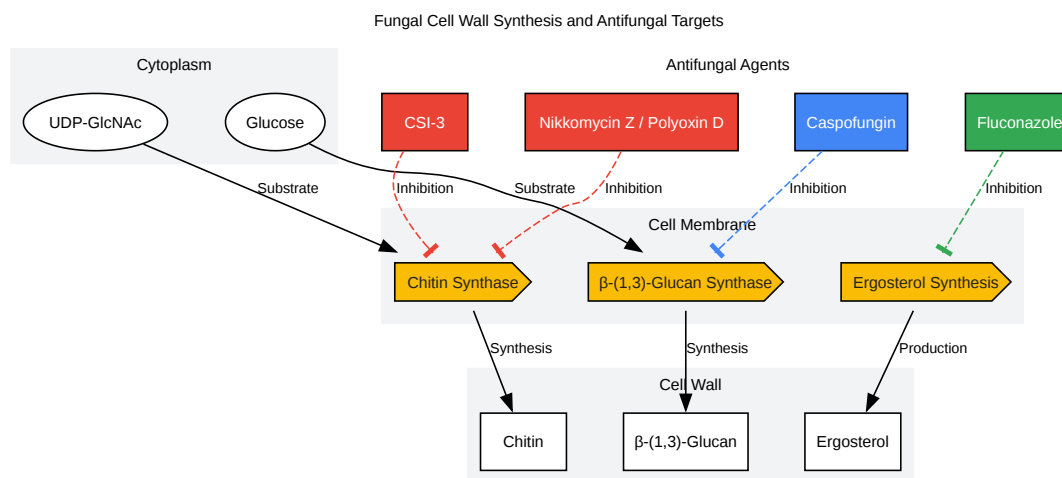 Fungal Cell Wall Synthesis and Antifungal Targets
Cytoplasm
Antifungal Agents
UDP-GlcNAc
Glucose
CSI-3
Nikkomycin Z / Polyoxin D
Caspofungin
Fluconazole
Substrate
Inhibition
Substrate
Inhibition
Inhibition
Inhibition
Cell Membrane
Chitin Synthase
β-(1,3)-Glucan Synthase
Ergosterol Synthesis
Synthesis
Synthesis
Production
Cell Wall
Chitin
β-(1,3)-Glucan
Ergosterol